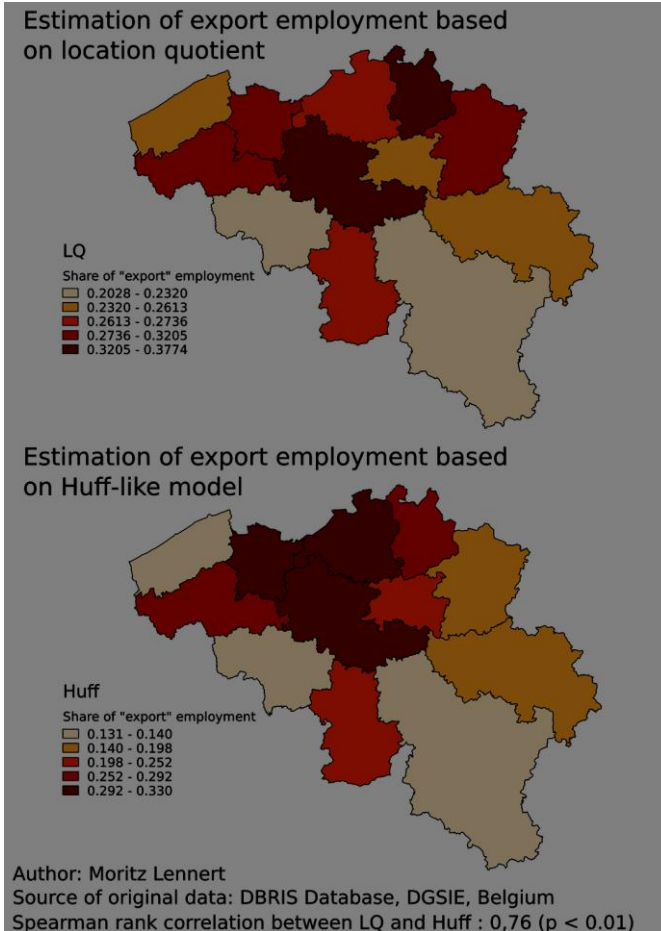 Estimation of export employment based
on location quotient
LQ
Share of "export" employment
0.2028 - 0.2320
0.2320 - 0.2613
0.2613 - 0.2736
0.2736 - 0.3205
0.3205 - 0.3774
Estimation of export employment based
on Huff-like model
Huff
Share of "export" employment
0.131 - 0.140
0.140 - 0.198
0.198 - 0.252
0.252 - 0.292
0.292 - 0.330
Author: Moritz Lennert
Source of original data: DBRIS Database, DGSIE, Belgium
Spearman rank correlation between LQ and Huff : 0,76 (p < 0.01)